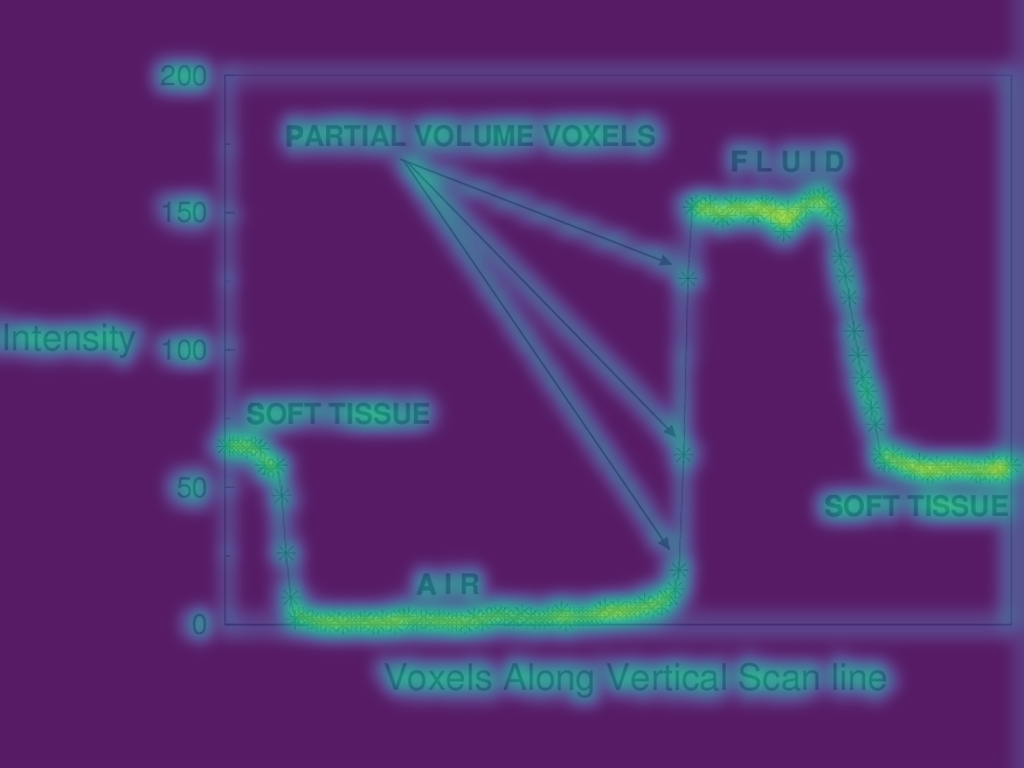 200
PARTIAL VOLUME VOXELS
F L U I D
150
Intensity
100
SOFT TISSUE
50
SOFT TISSUE
A I R
0
Voxels Along Vertical Scan line